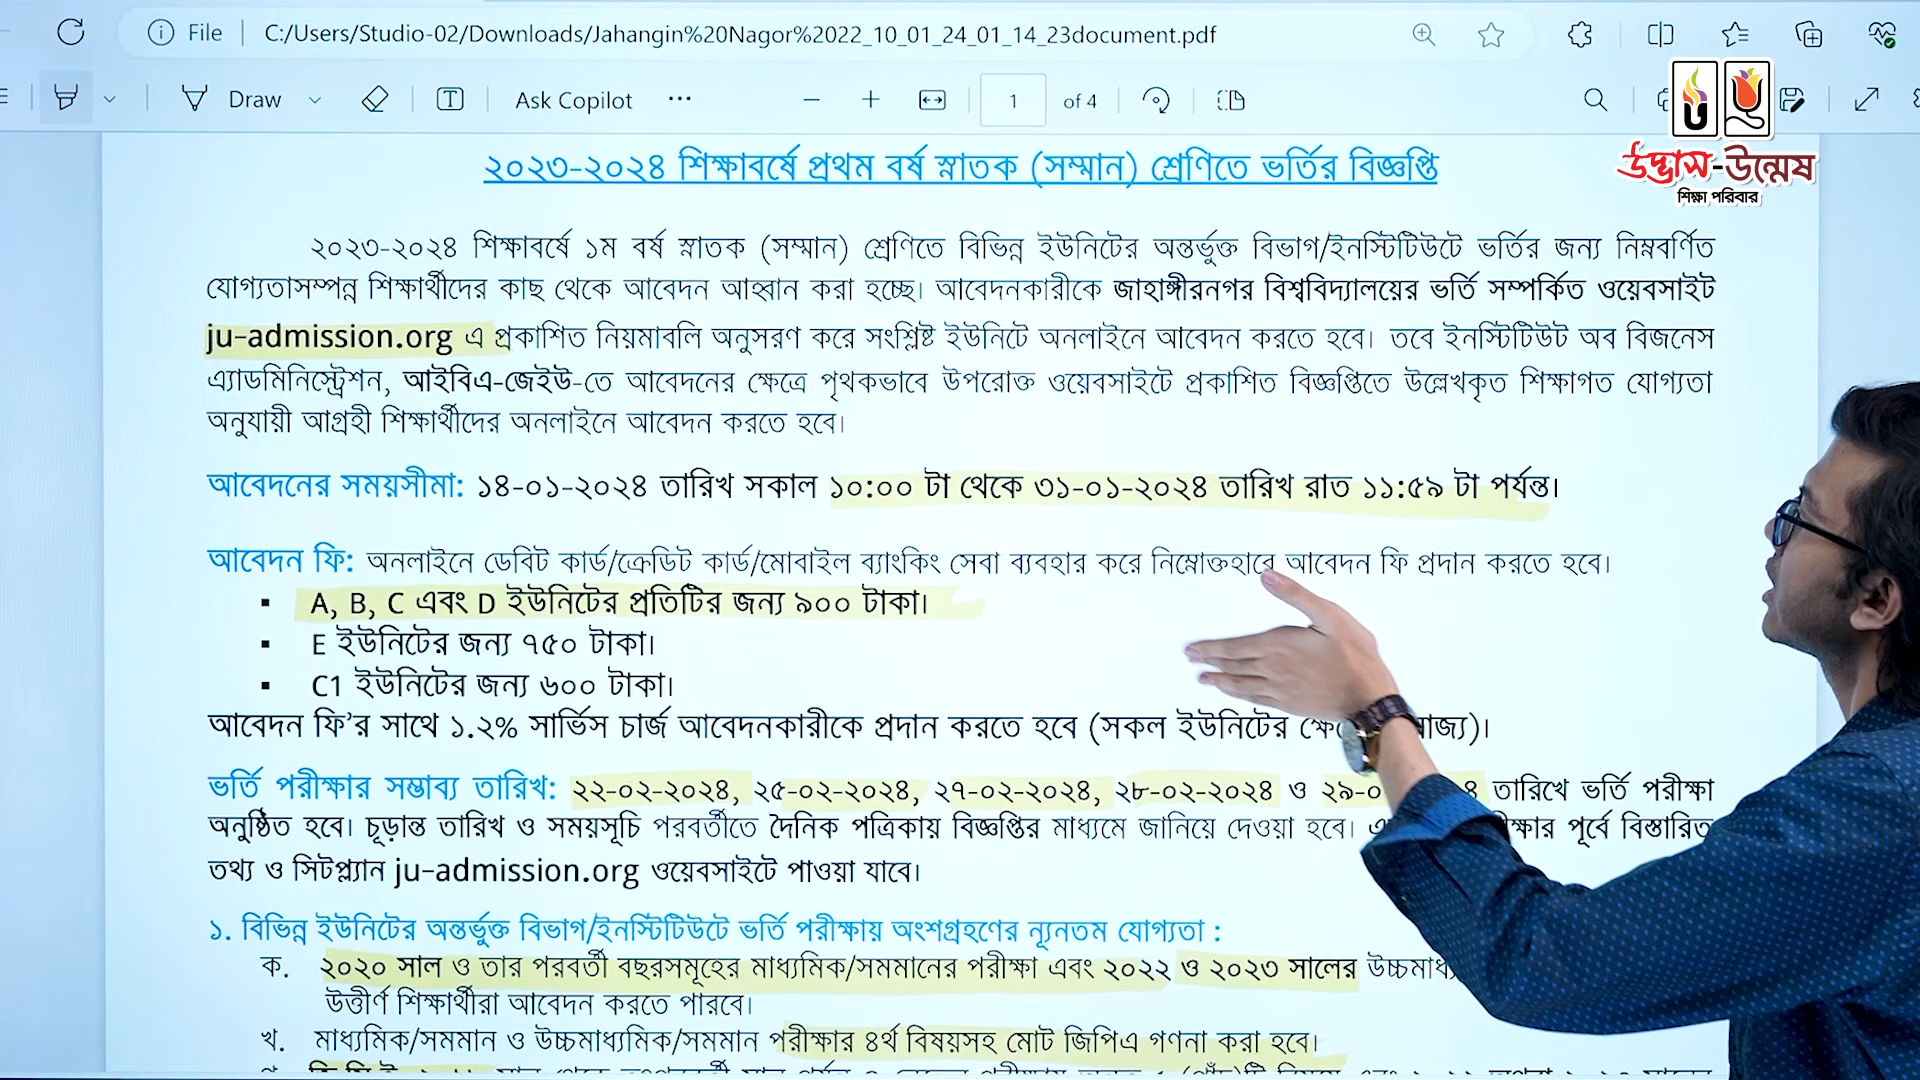 File
C:/Users/Studio-02/Downloads/Jahangin%20Nagor%2022_10_01_24_01_14_23document.pdf
Draw
Ask Copilot
1 of 4
উদ্ভাস-উন্মেষ
শিক্ষা পরিবার
২০২৩-২০২৪ শিক্ষাবর্ষে প্রথম বর্ষ স্নাতক (সম্মান) শ্রেণিতে ভর্তির বিজ্ঞপ্তি
২০২৩-২০২৪ শিক্ষাবর্ষে ১ম বর্ষ স্নাতক (সম্মান) শ্রেণিতে বিভিন্ন ইউনিটের অন্তর্ভুক্ত বিভাগ/ইনস্টিটিউটে ভর্তির জন্য নিম্নবর্ণিত
যোগ্যতাসম্পন্ন শিক্ষার্থীদের কাছ থেকে আবেদন আহ্বান করা হচ্ছে। আবেদনকারীকে জাহাঙ্গীরনগর বিশ্ববিদ্যালয়ের ভর্তি সম্পর্কিত ওয়েবসাইট
ju-admission.org এ প্রকাশিত নিয়মাবলি অনুসরণ করে সংশ্লিষ্ট ইউনিটে অনলাইনে আবেদন করতে হবে। তবে ইনস্টিটিউট অব বিজনেস
এ্যাডমিনিস্ট্রেশন, আইবিএ-জেইউ-তে আবেদনের ক্ষেত্রে পৃথকভাবে উপরোক্ত ওয়েবসাইটে প্রকাশিত বিজ্ঞপ্তিতে উল্লেখকৃত শিক্ষাগত যোগ্যতা
অনুযায়ী আগ্রহী শিক্ষার্থীদের অনলাইনে আবেদন করতে হবে।
আবেদনের সময়সীমা: ১৪-০১-২০২৪ তারিখ সকাল ১০:০০ টা থেকে ৩১-০১-২০২৪ তারিখ রাত ১১:৫৯ টা পর্যন্ত।
আবেদন ফি: অনলাইনে ডেবিট কার্ড/ক্রেডিট কার্ড/মোবাইল ব্যাংকিং সেবা ব্যবহার করে নিম্নোক্তহারে আবেদন ফি প্রদান করতে হবে।
▪ A, B, C এবং D ইউনিটের প্রতিটির জন্য ৯০০ টাকা।
▪ E ইউনিটের জন্য ৭৫০ টাকা।
▪ C1 ইউনিটের জন্য ৬০০ টাকা।
আবেদন ফি'র সাথে ১.২% সার্ভিস চার্জ আবেদনকারীকে প্রদান করতে হবে (সকল ইউনিটের
ভর্তি পরীক্ষার সম্ভাব্য তারিখ: ২২-০২-২০২৪, ২৫-০২-২০২৪, ২৭-০২-২০২৪, ২৮-০২-২০২৪ ও তারিখে ভর্তি পরীক্ষা
অনুষ্ঠিত হবে। চূড়ান্ত তারিখ ও সময়সূচি পরবর্তীতে দৈনিক পত্রিকায় বিজ্ঞপ্তির মাধ্যমে জানিয়ে দেওয়া হবে। পূর্বে বিস্তারিত
তথ্য ও সিটপ্ল্যান ju-admission.org ওয়েবসাইটে পাওয়া যাবে।
১. বিভিন্ন ইউনিটের অন্তর্ভুক্ত বিভাগ/ইনস্টিটিউটে ভর্তি পরীক্ষায় অংশগ্রহণের ন্যূনতম যোগ্যতা :
ক. ২০২০ সাল ও তার পরবর্তী বছরসমূহের মাধ্যমিক/সমমানের পরীক্ষা এবং ২০২২ ও ২০২৩ সালের
উত্তীর্ণ শিক্ষার্থীরা আবেদন করতে পারবে।
খ. মাধ্যমিক/সমমান ও উচ্চমাধ্যমিক/সমমান পরীক্ষার ৪র্থ বিষয়সহ মোট জিপিএ গণনা করা হবে।